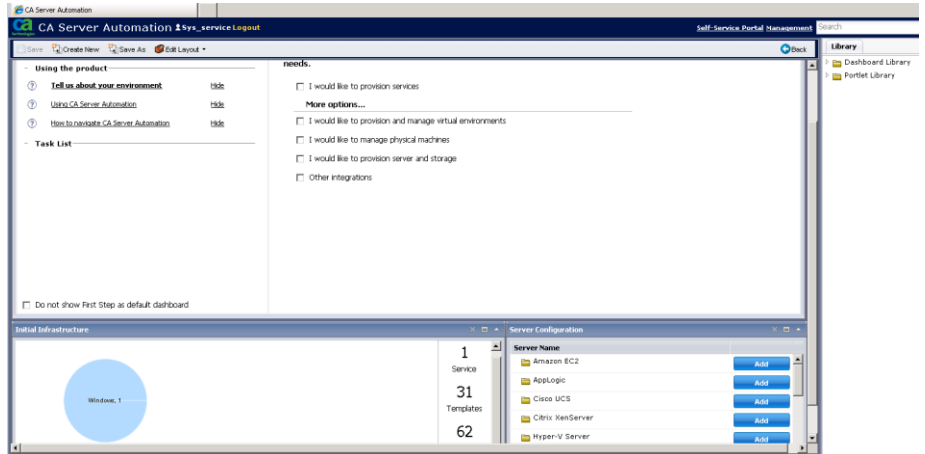 CA Server Automation
ca technologies CA Server Automation Sys_service Logout
Self-Service Portal Management Search
Save Create New Save As Edit Layout Back
Library
Dashboard Library
Portlet Library
Using the product
Tell us about your environment Hide
Using CA Server Automation Hide
How to navigate CA Server Automation Hide
Task List
Do not show First Step as default dashboard
needs.
I would like to provision services
More options...
I would like to provision and manage virtual environments
I would like to manage physical machines
I would like to provision server and storage
Other integrations
Initial Infrastructure
Windows, 1
1
Service
31
Templates
62
Server Configuration
Server Name
Amazon EC2 Add
AppLogic Add
Cisco UCS Add
Citrix XenServer Add
Hyper-V Server Add